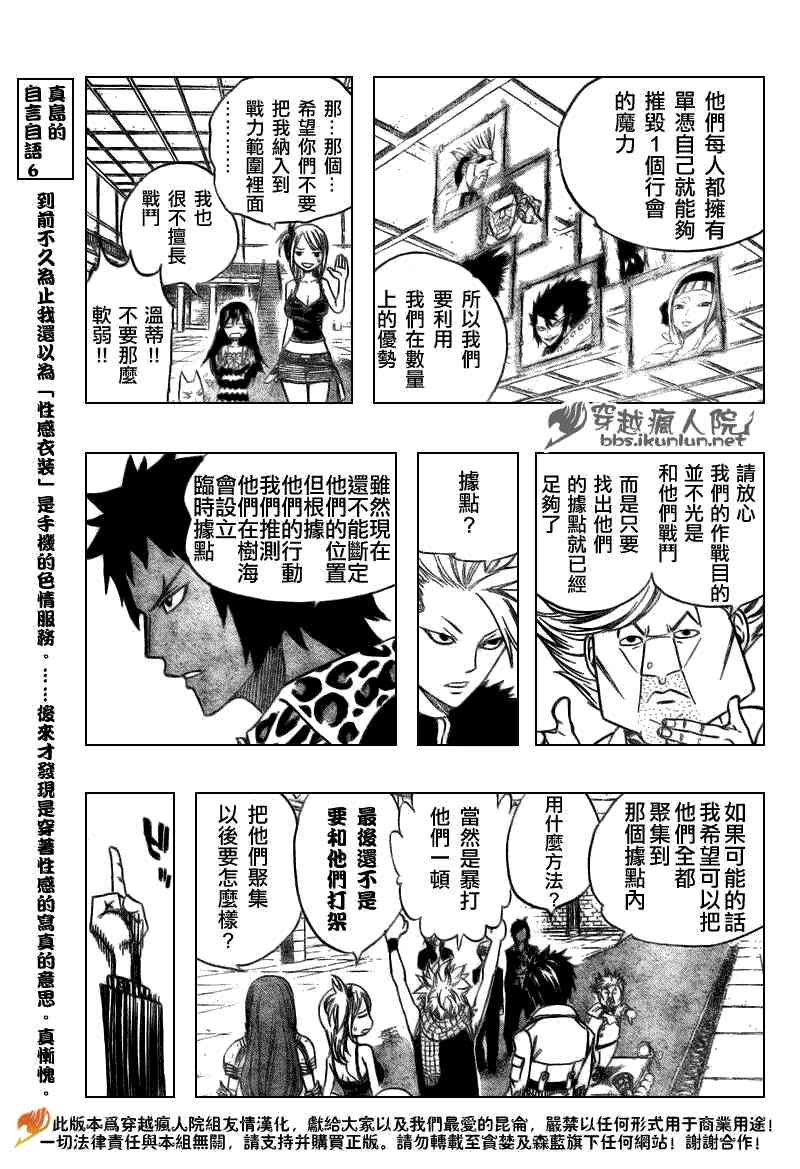 他們每人都擁有
單憑自己就能夠
摧毀1個行會
的魔力
所以我們
要利用
我們在數量
上的優勢
那…那個…
希望你們不要
把我納入到
戰力範圍裡面
…………
我也
很不擅長
戰鬥
溫蒂!!
不要那麼
軟弱!!
穿越瘋人院
bbs.ikunlun.net
請放心
我們的作戰目的
並不光是
和他們戰鬥
而是只要
找出他們
的據點就已經
足夠了
據點?
雖然現在
還不能斷定
他們的位置
但根據
他們的行動
我們推測
他們在樹海
會設立
臨時據點
如果可能的話
我希望可以把
他們全都
聚集到
那個據點內
用什麼方法?
當然是暴打
他們一頓
最後還不是
要和他們打架
把他們聚集
以後要怎麼樣?
ビッ
真島的
自言自語6
到前不久為止我還以為「性感衣裝」是手機的色情服務。……後來才發現是穿著性感的寫真的意思。真慚愧。
此版本爲穿越瘋人院組友情漢化，獻給大家以及我們最愛的昆侖，嚴禁以任何形式用于商業用途!
一切法律責任與本組無關，請支持并購買正版。請勿轉載至貪婪及森藍旗下任何網站! 謝謝合作!